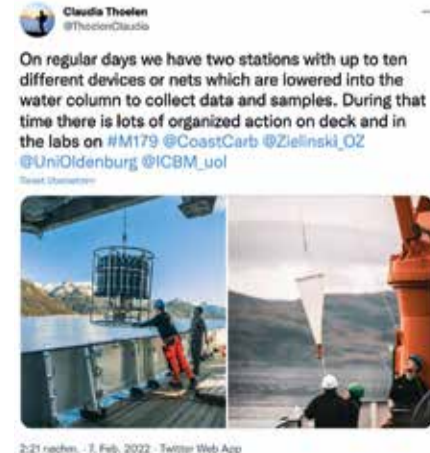 Claudia Thoelen
@ThoelenClaudia
On regular days we have two stations with up to ten
different devices or nets which are lowered into the
water column to collect data and samples. During that
time there is lots of organized action on deck and in
the labs on #M179 @CoastCarb @Zielinski_OZ
@UniOldenburg @ICBM_uol
Tweet übersetzen
2:21 nachm. · 7. Feb. 2022 · Twitter Web App